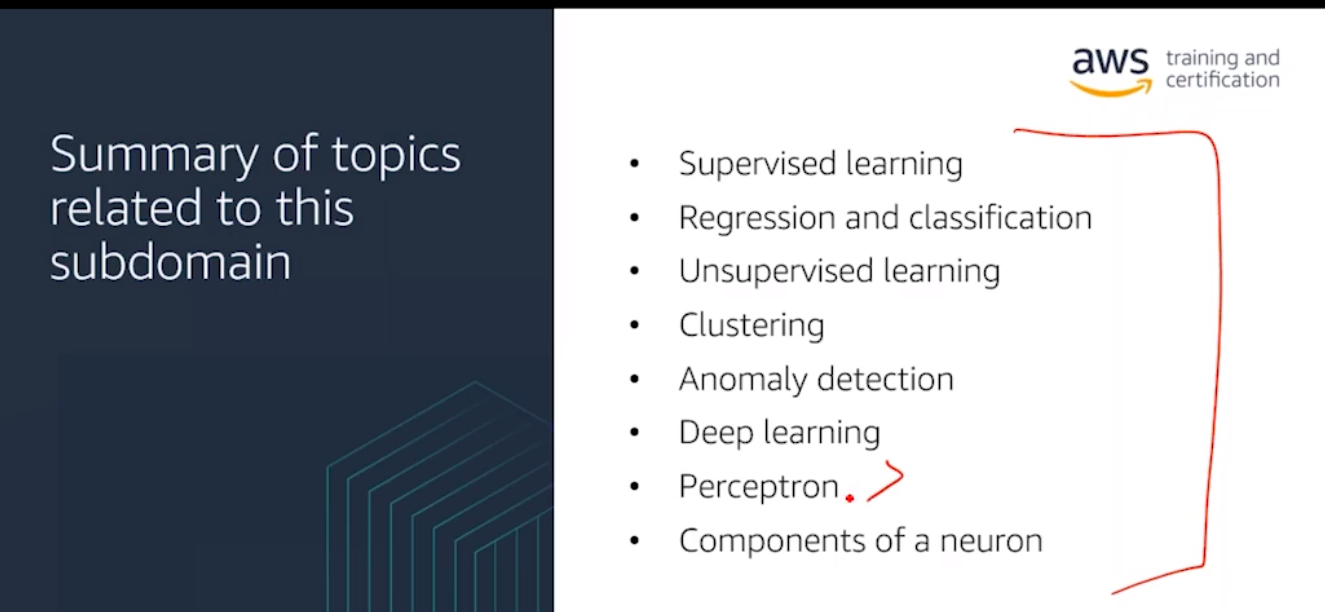 Summary of topics
related to this
subdomain
aws training and
certification
• Supervised learning
• Regression and classification
• Unsupervised learning
• Clustering
• Anomaly detection
• Deep learning
• Perceptron
• Components of a neuron